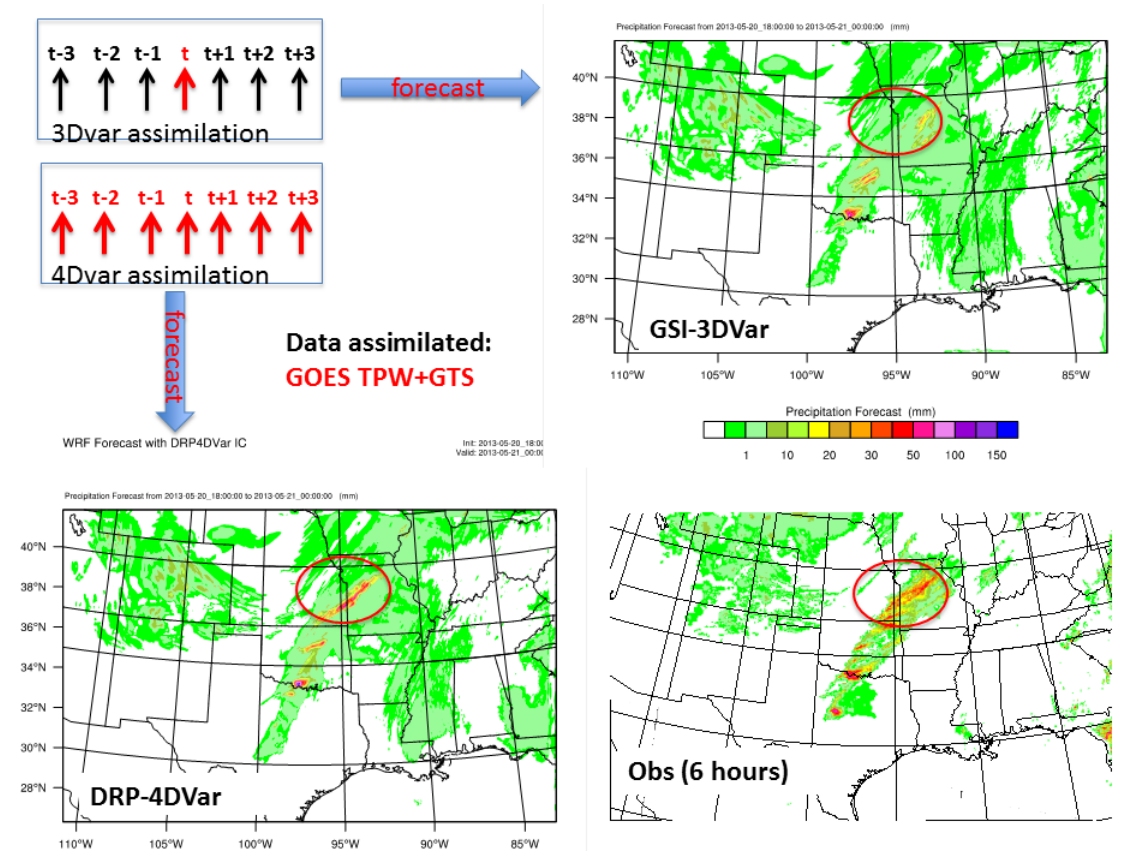 t-3 t-2 t-1 t t+1 t+2 t+3
3Dvar assimilation
forecast
t-3 t-2 t-1 t t+1 t+2 t+3
4Dvar assimilation
forecast
Data assimilated:
GOES TPW+GTS
WRF Forecast with DRP4DVar IC
Init: 2013-05-20_18:00
Valid: 2013-05-21_00:00
Precipitation Forecast from 2013-05-20_18:00:00 to 2013-05-21_00:00:00 (mm)
40°N
38°N
36°N
34°N
32°N
30°N
28°N
GSI-3DVar
110°W 105°W 100°W 95°W 90°W 85°W
Precipitation Forecast (mm)
1 10 20 30 50 100 150
Precipitation Forecast from 2013-05-20_18:00:00 to 2013-05-21_00:00:00 (mm)
40°N
38°N
36°N
34°N
32°N
30°N
28°N
DRP-4DVar
110°W 105°W 100°W 95°W 90°W 85°W
Obs (6 hours)